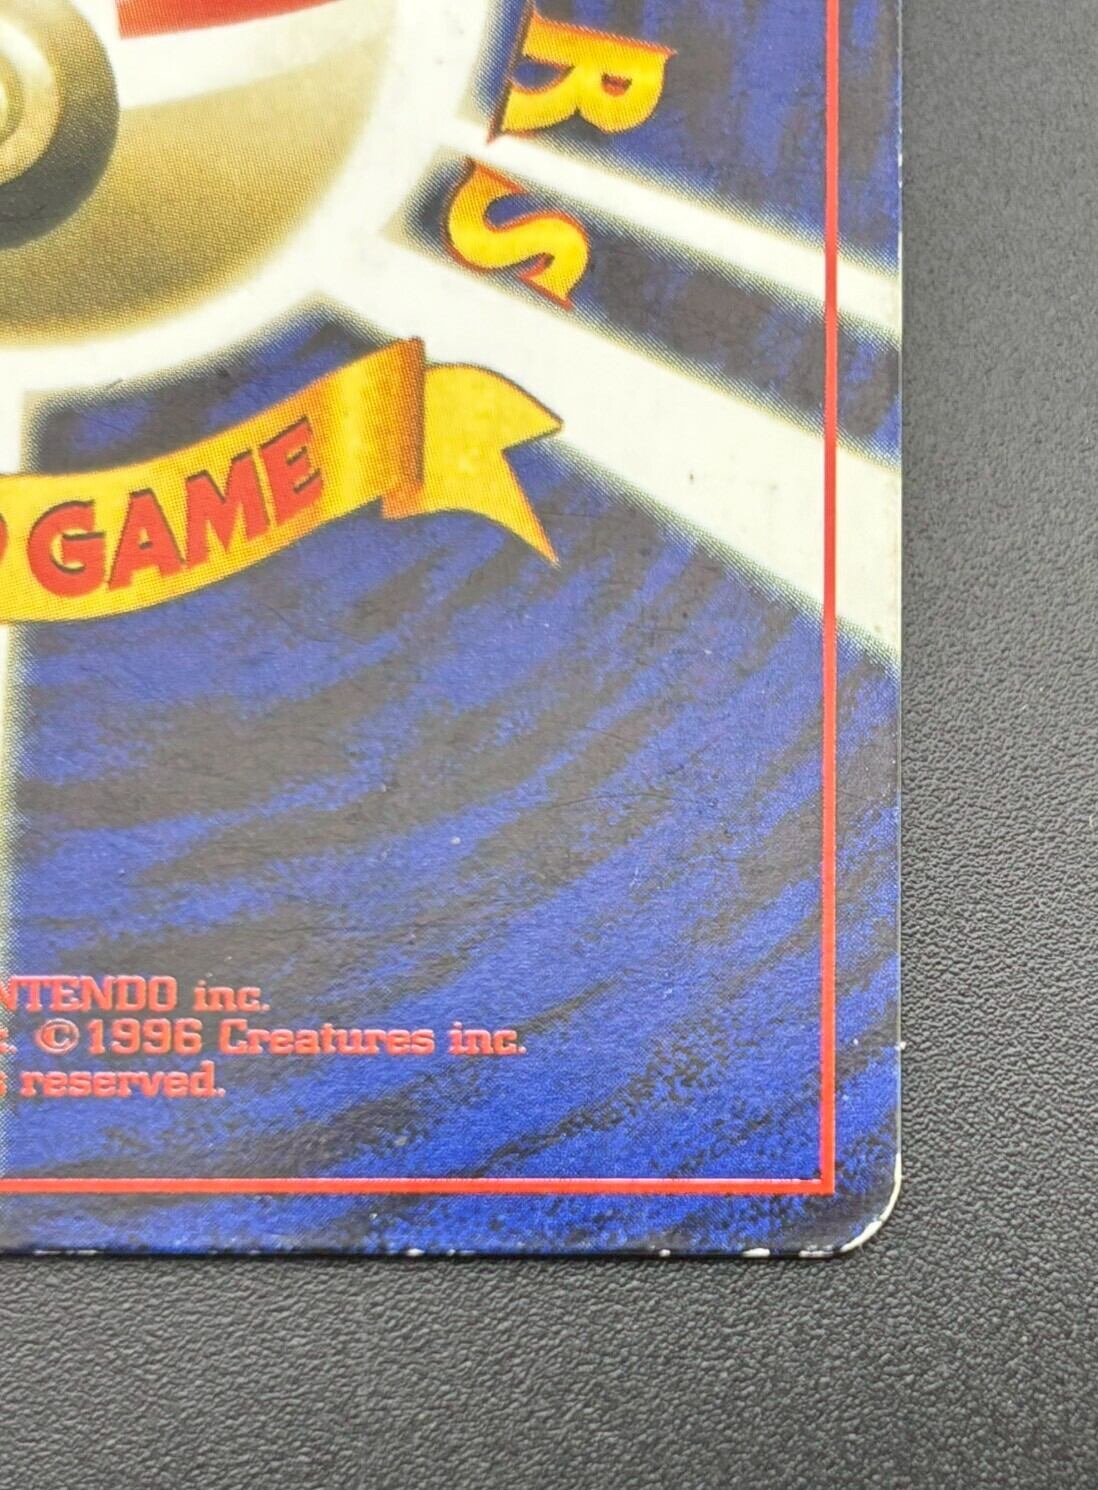 RS
GAME
NTENDO inc.
©1996 Creatures inc.
reserved.